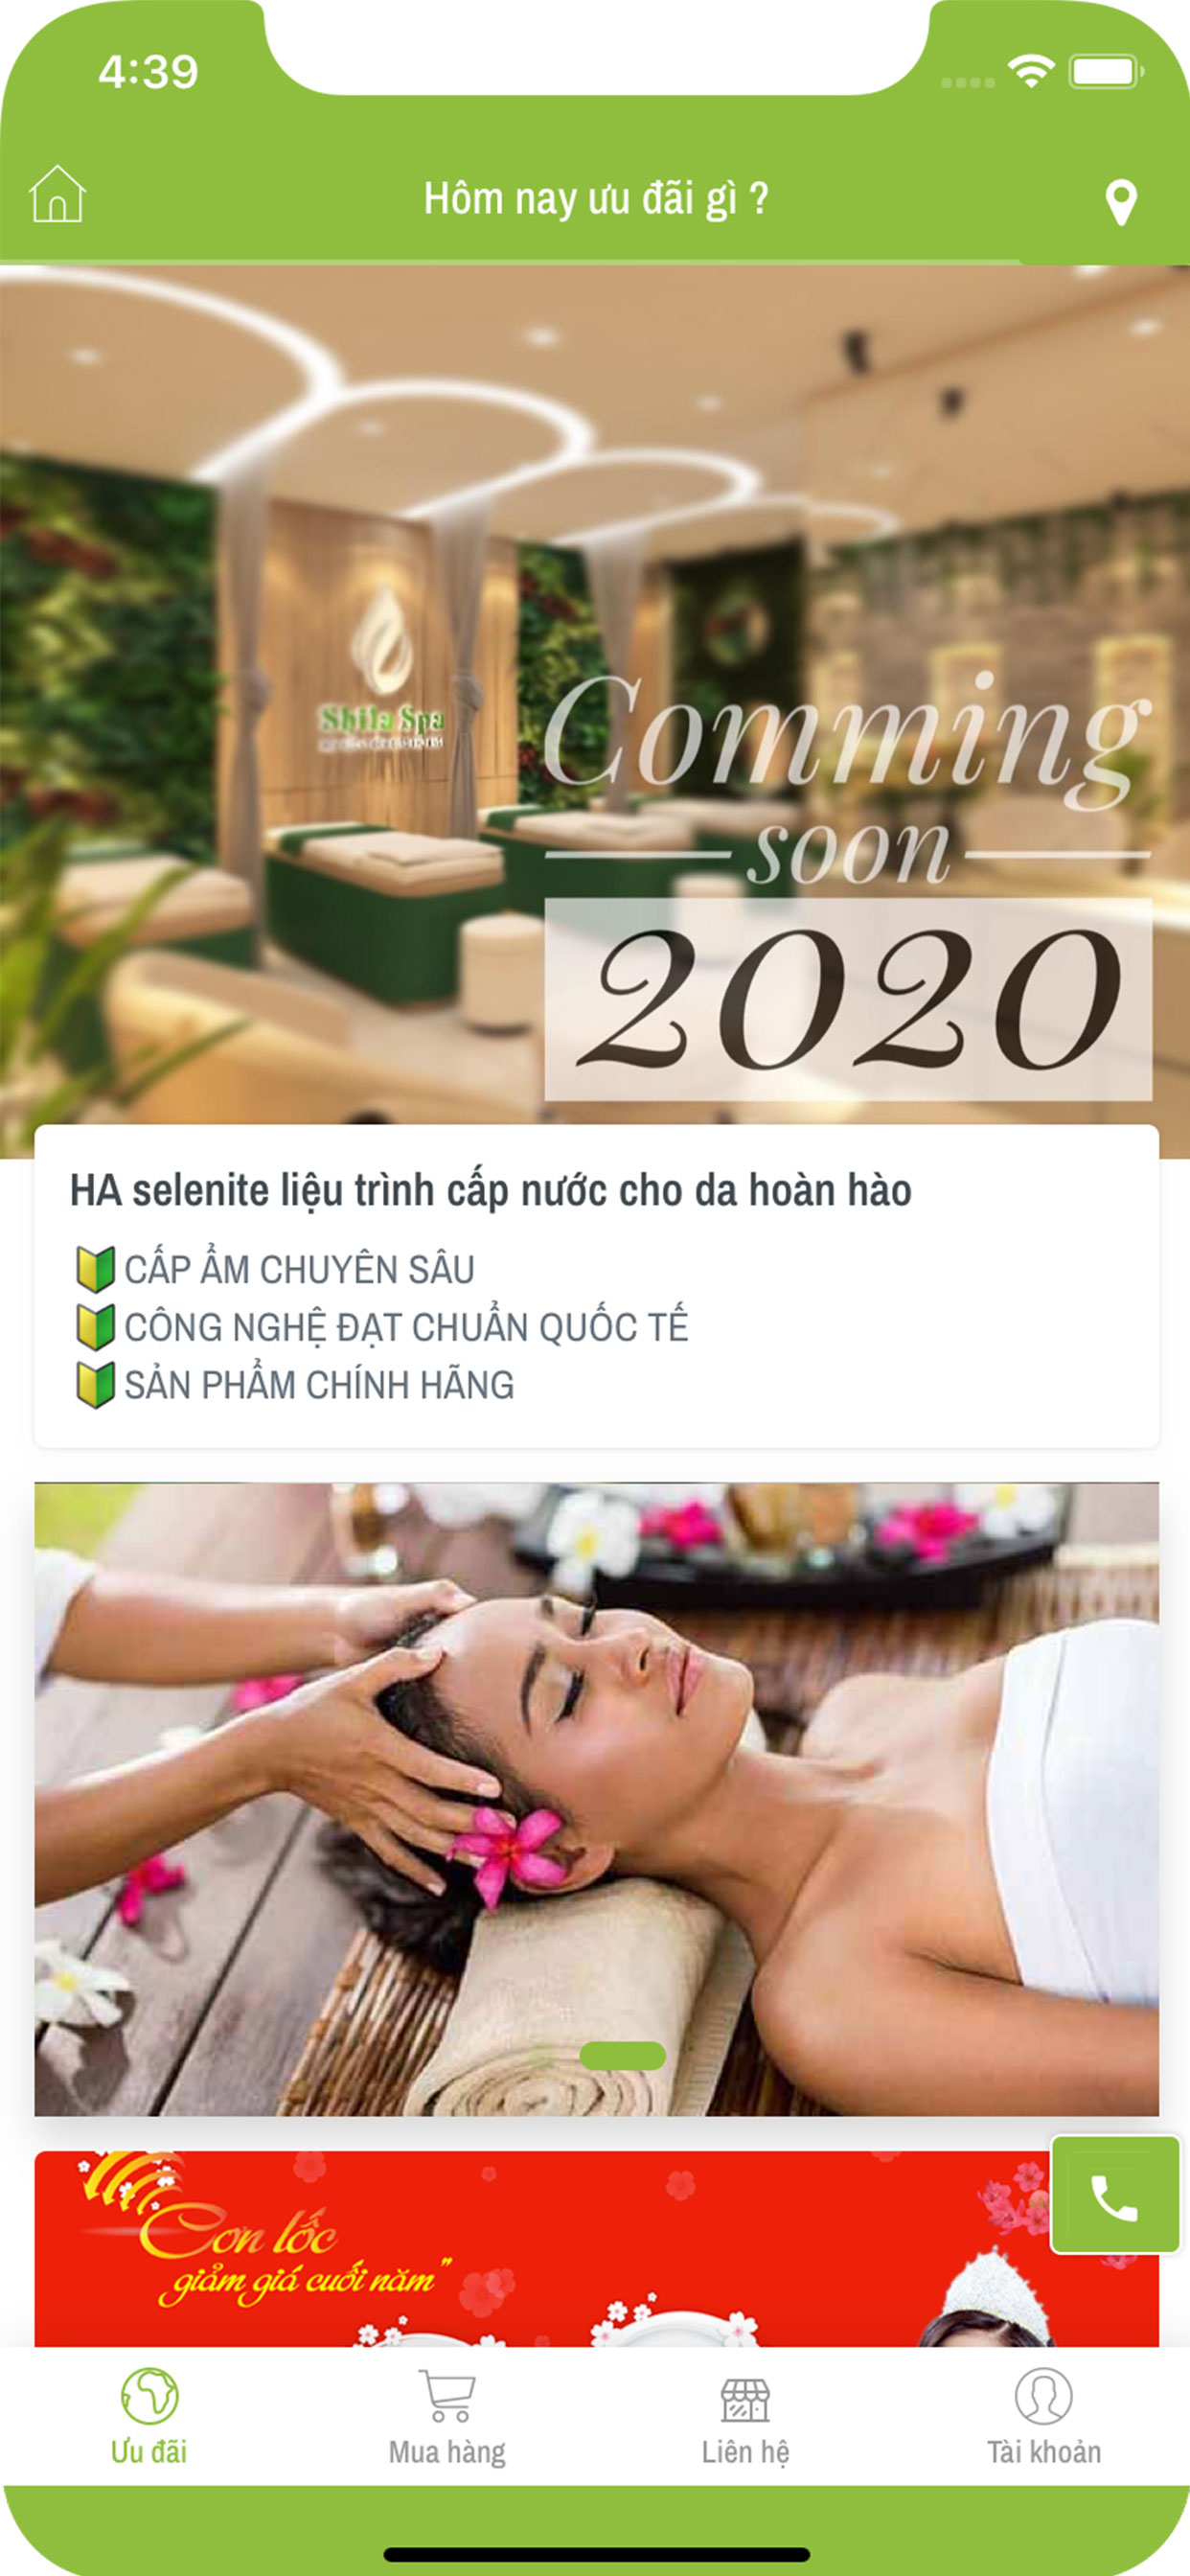 4:39
Hôm nay ưu đãi gì ?
Shila Spa
Comming
soon
2020
HA selenite liệu trình cấp nước cho da hoàn hào
🔰CẤP ẨM CHUYÊN SÂU
🔰CÔNG NGHỆ ĐẠT CHUẨN QUỐC TẾ
🔰SẢN PHẨM CHÍNH HÃNG
Cơn lốc
giảm giá cuối năm”
Ưu đãi
Mua hàng
Liên hệ
Tài khoản